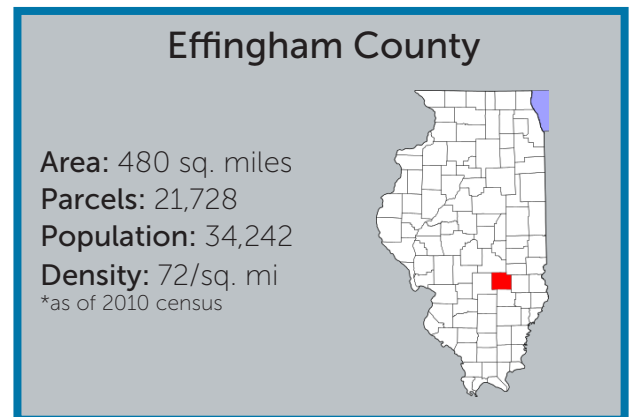 Effingham County
Area: 480 sq. miles
Parcels: 21,728
Population: 34,242
Density: 72/sq. mi
*as of 2010 census